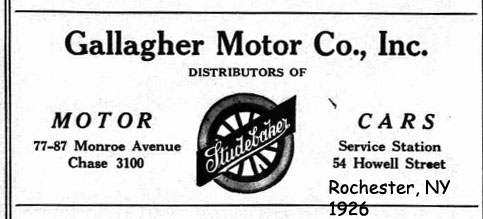 Gallagher Motor Co., Inc.
DISTRIBUTORS OF
MOTOR
77-87 Monroe Avenue
Chase 3100
Studebaker
CARS
Service Station
54 Howell Street
Rochester, NY
1926